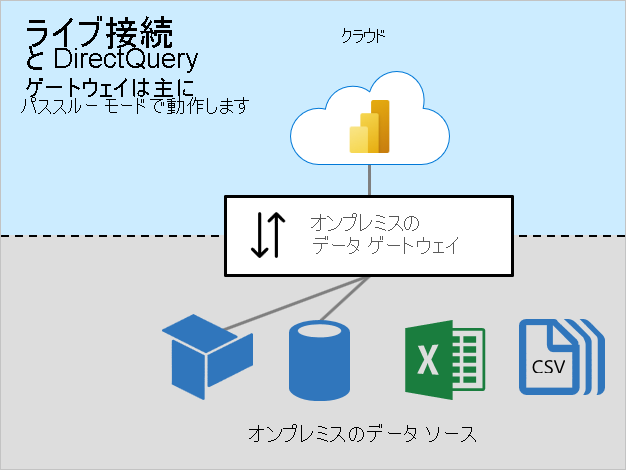 ライブ接続
と DirectQuery
ゲートウェイは主に
パススルー モードで動作します
クラウド
オンプレミスの
データ ゲートウェイ
X
CSV
オンプレミスのデータ ソース